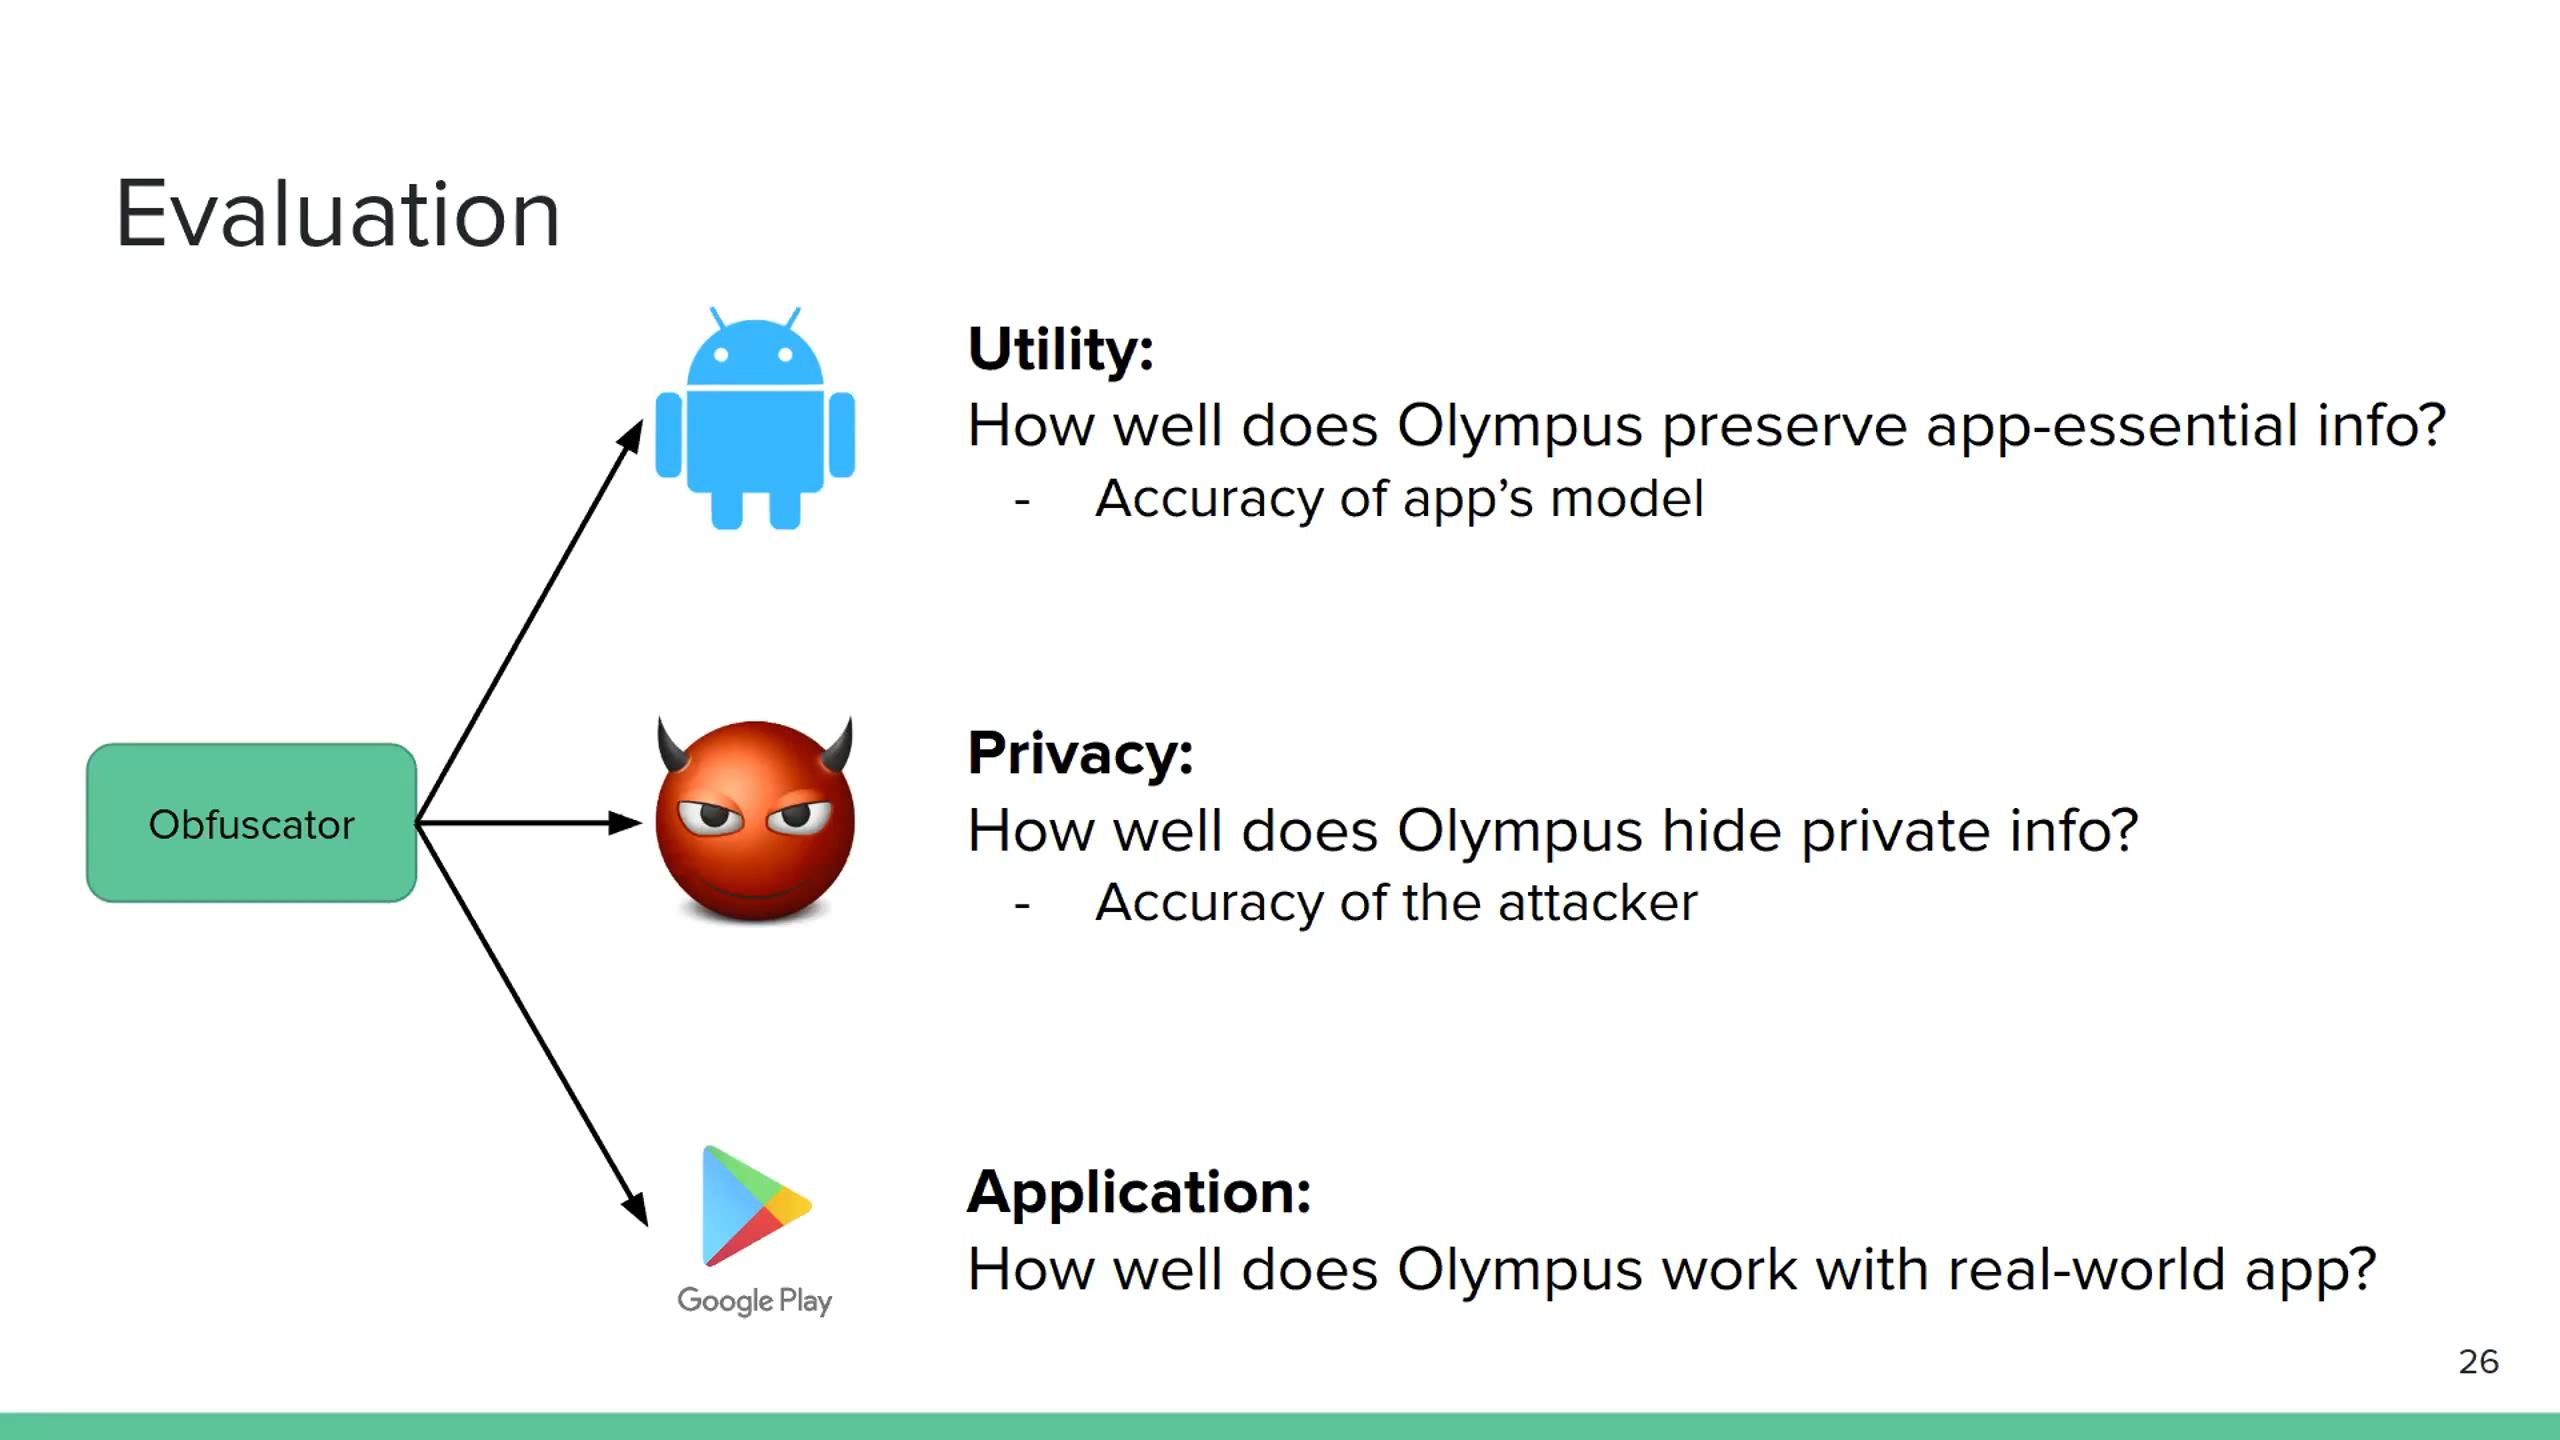 Evaluation
Utility:
How well does Olympus preserve app-essential info?
- Accuracy of app’s model
Obfuscator
Privacy:
How well does Olympus hide private info?
- Accuracy of the attacker
Google Play
Application:
How well does Olympus work with real-world app?
26